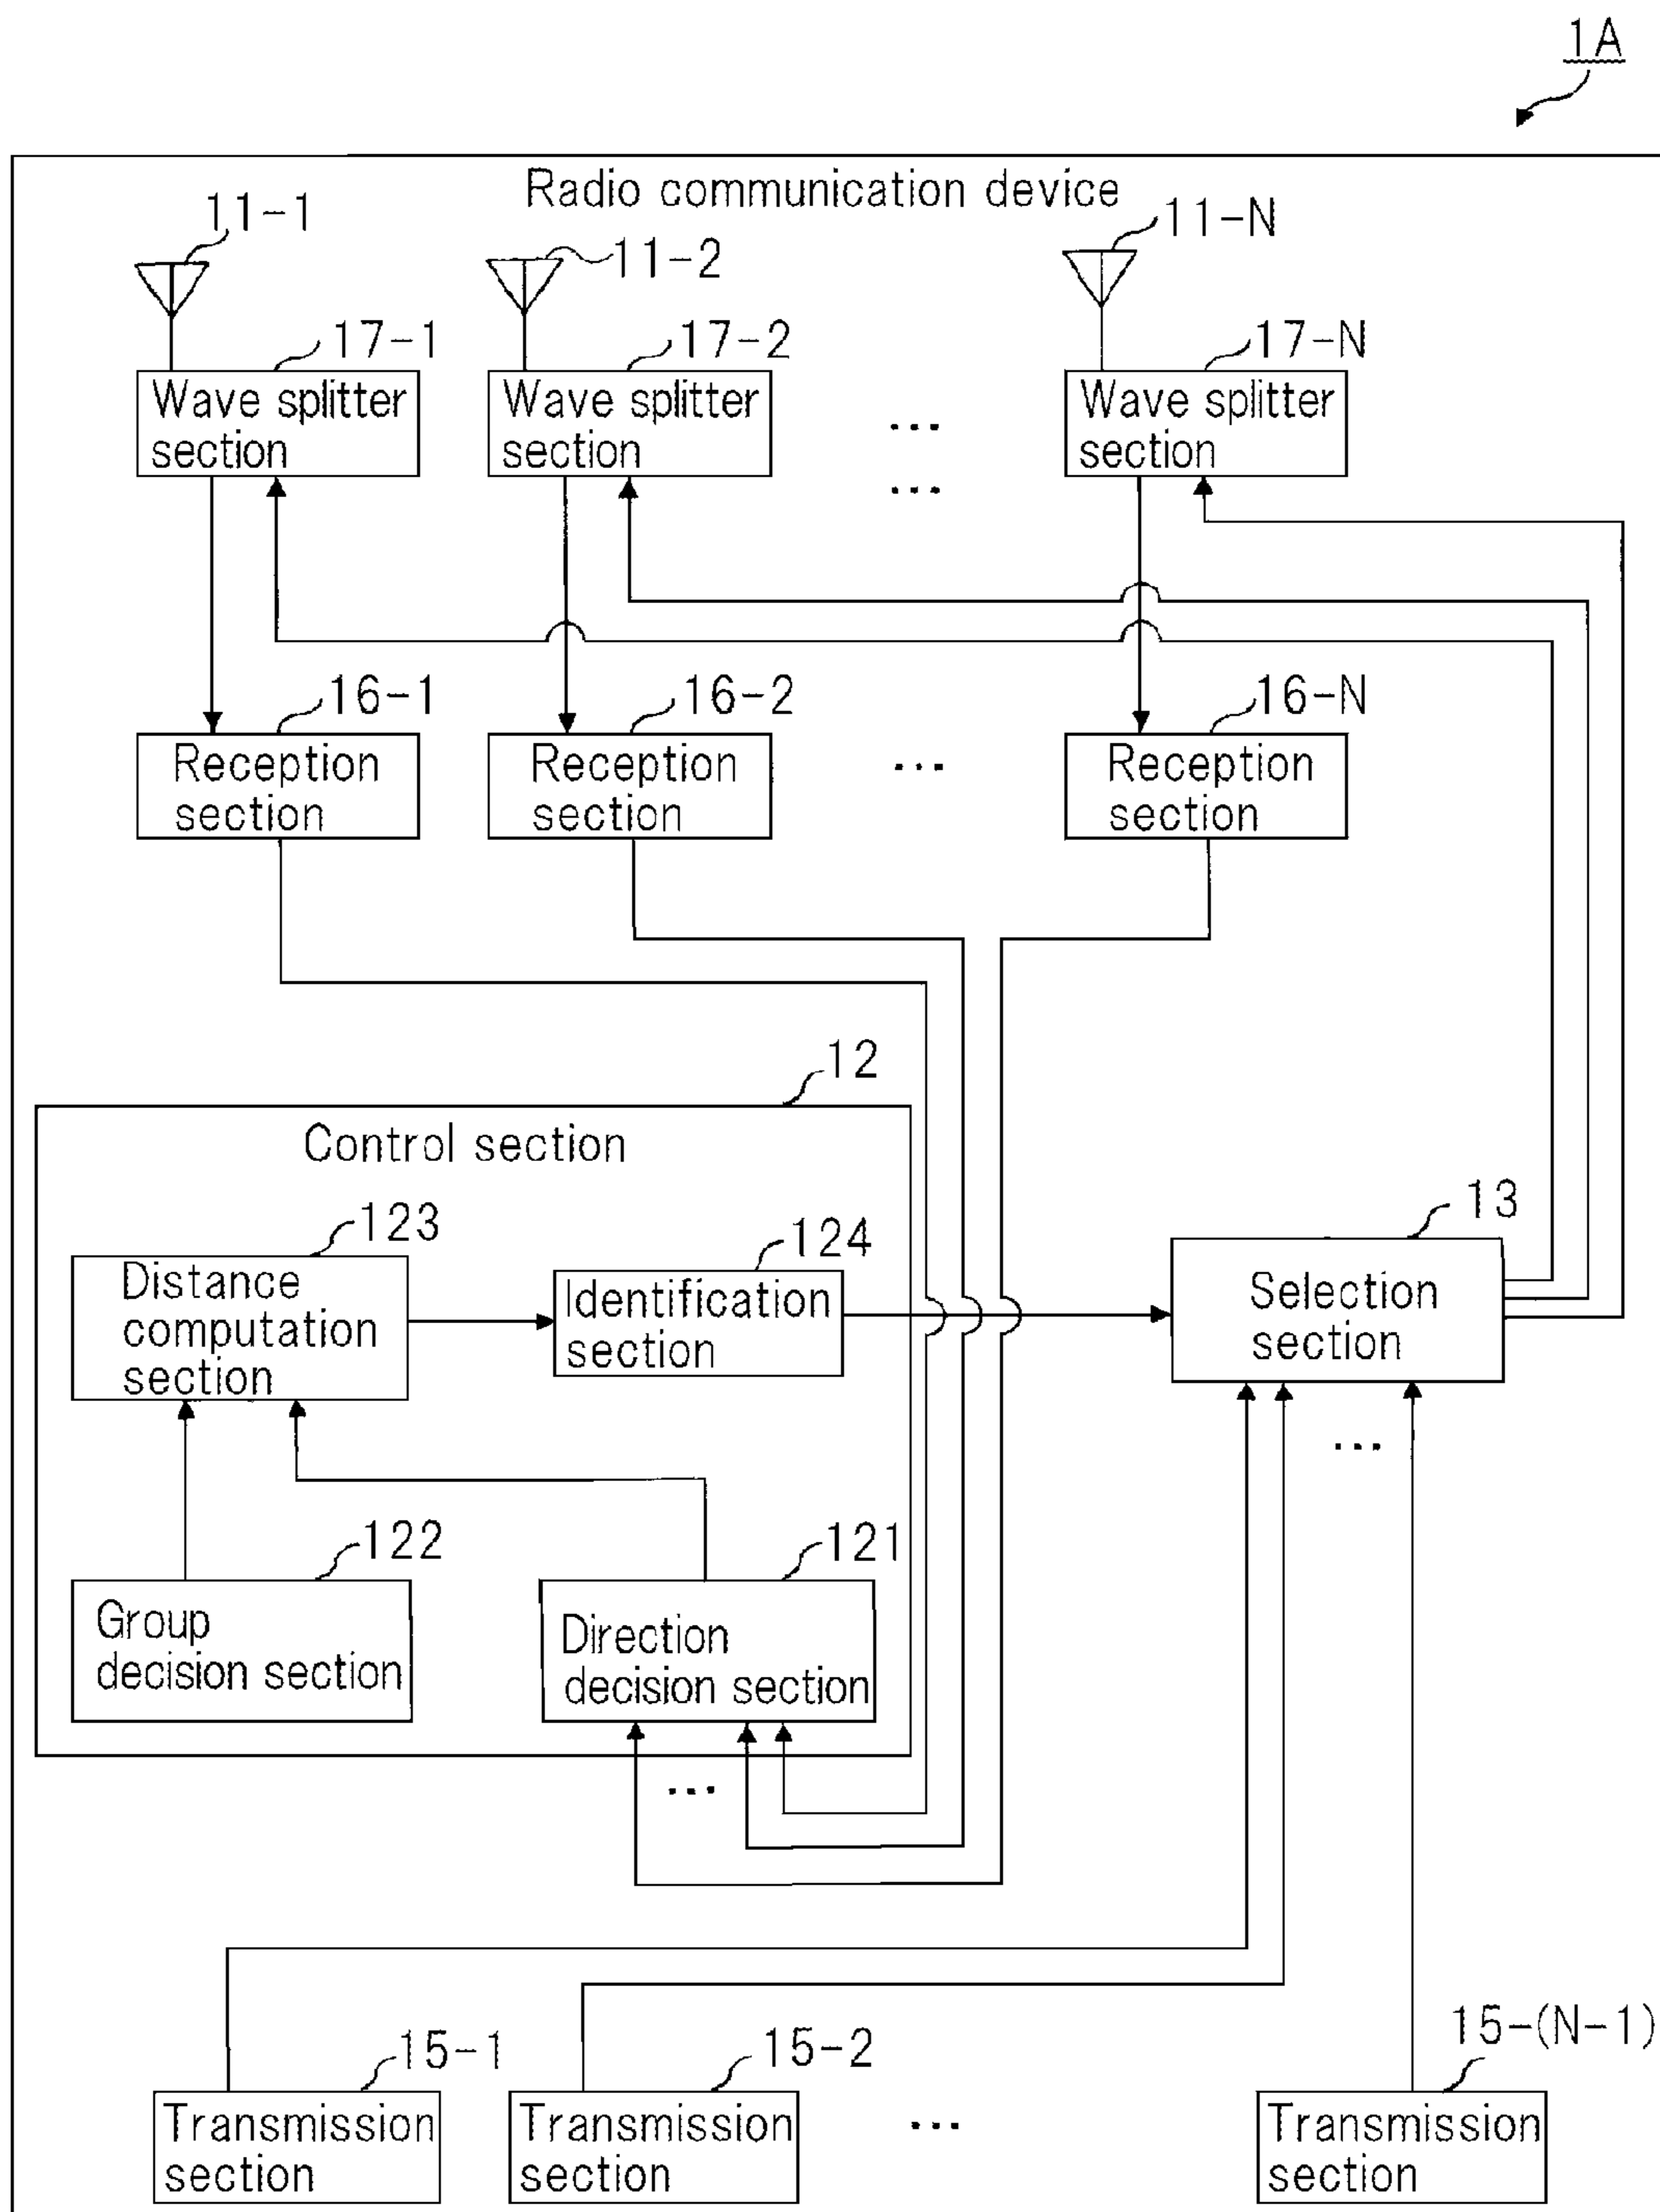 1A
Radio communication device
11-1
11-2
11-N
17-1
17-2
17-N
Wave splitter
section
Wave splitter
section
...
...
Wave splitter
section
16-1
16-2
16-N
Reception
section
Reception
section
...
Reception
section
12
Control section
123
124
13
Distance
computation
section
Identification
section
Selection
section
...
122
121
Group
decision section
Direction
decision section
...
15-1
15-2
15-(N-1)
Transmission
section
Transmission
section
...
Transmission
section